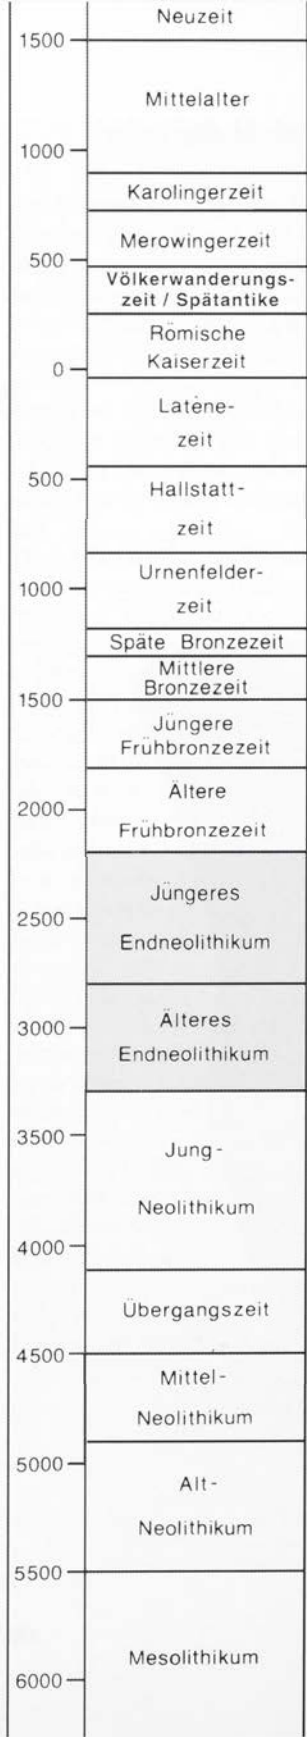 Neuzeit
1500
Mittelalter
1000
Karolingerzeit
Merowingerzeit
500
Völkerwanderungs-
zeit / Spätantike
Römische
Kaiserzeit
0
Latène-
zeit
500
Hallstatt-
zeit
Urnenfelder-
1000
zeit
Späte Bronzezeit
Mittlere
Bronzezeit
1500
Jüngere
Frühbronzezeit
Ältere
2000
Frühbronzezeit
Jüngeres
2500
Endneolithikum
Älteres
3000
Endneolithikum
3500
Jung-
Neolithikum
4000
Übergangszeit
4500
Mittel-
Neolithikum
5000
Alt-
Neolithikum
5500
Mesolithikum
6000